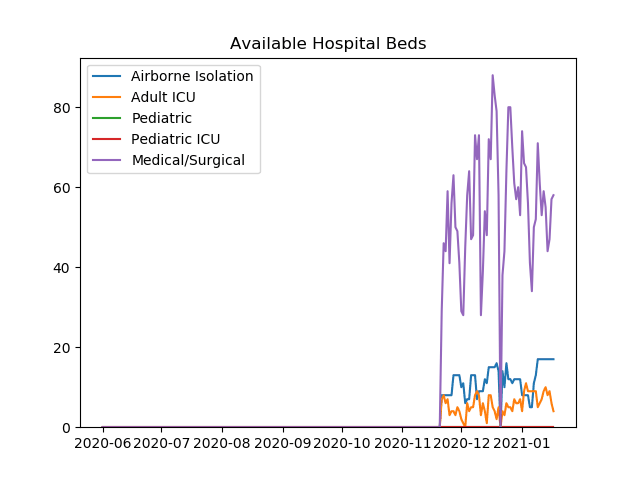 Available Hospital Beds
Airborne Isolation
Adult ICU
Pediatric
Pediatric ICU
Medical/Surgical
80
60
40
20
0
2020-06 2020-07 2020-08 2020-09 2020-10 2020-11 2020-12 2021-01